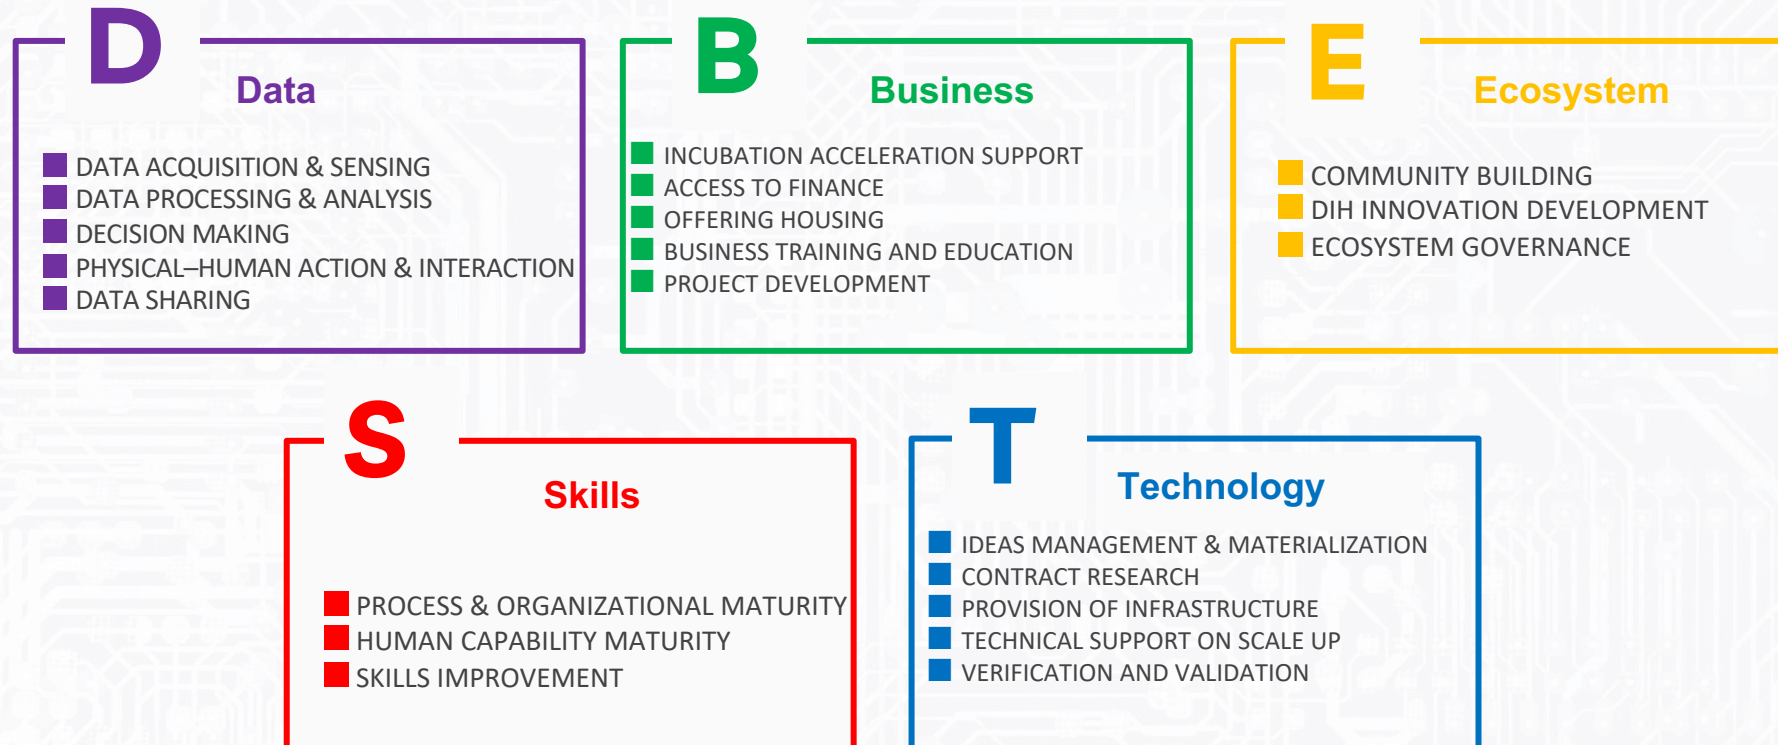 D
Data
DATA ACQUISITION & SENSING
DATA PROCESSING & ANALYSIS
DECISION MAKING
PHYSICAL–HUMAN ACTION & INTERACTION
DATA SHARING
B
Business
INCUBATION ACCELERATION SUPPORT
ACCESS TO FINANCE
OFFERING HOUSING
BUSINESS TRAINING AND EDUCATION
PROJECT DEVELOPMENT
E
Ecosystem
COMMUNITY BUILDING
DIH INNOVATION DEVELOPMENT
ECOSYSTEM GOVERNANCE
S
Skills
PROCESS & ORGANIZATIONAL MATURITY
HUMAN CAPABILITY MATURITY
SKILLS IMPROVEMENT
T
Technology
IDEAS MANAGEMENT & MATERIALIZATION
CONTRACT RESEARCH
PROVISION OF INFRASTRUCTURE
TECHNICAL SUPPORT ON SCALE UP
VERIFICATION AND VALIDATION